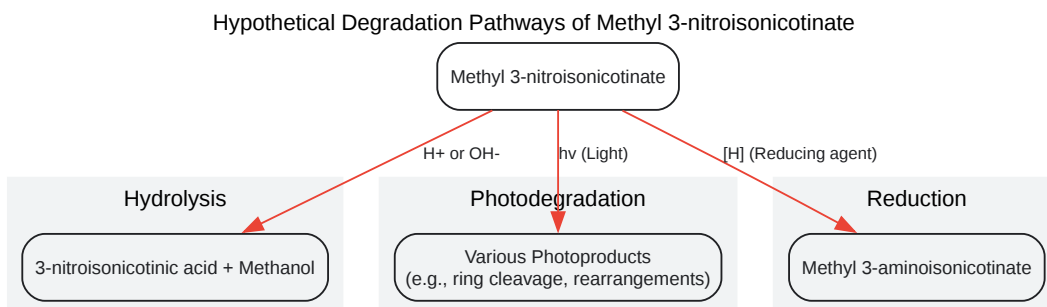 Hypothetical Degradation Pathways of Methyl 3-nitroisonicotinate
Methyl 3-nitroisonicotinate
H+ or OH-
hv (Light)
[H] (Reducing agent)
Hydrolysis
Photodegradation
Reduction
3-nitroisonicotinic acid + Methanol
Various Photoproducts
(e.g., ring cleavage, rearrangements)
Methyl 3-aminoisonicotinate